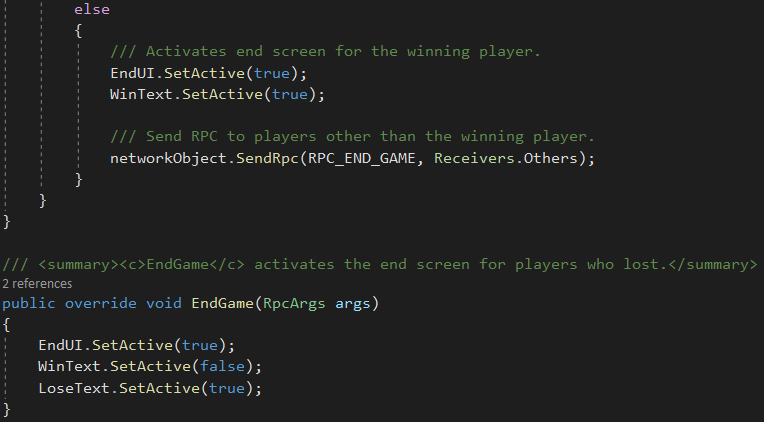 else
{
/// Activates end screen for the winning player.
EndUI.SetActive(true);
WinText.SetActive(true);
/// Send RPC to players other than the winning player.
networkObject.SendRpc(RPC_END_GAME, Receivers.Others);
}
}
}
/// <summary><c>EndGame</c> activates the end screen for players who lost.</summary>
2 references
public override void EndGame(RpcArgs args)
{
EndUI.SetActive(true);
WinText.SetActive(false);
LoseText.SetActive(true);
}